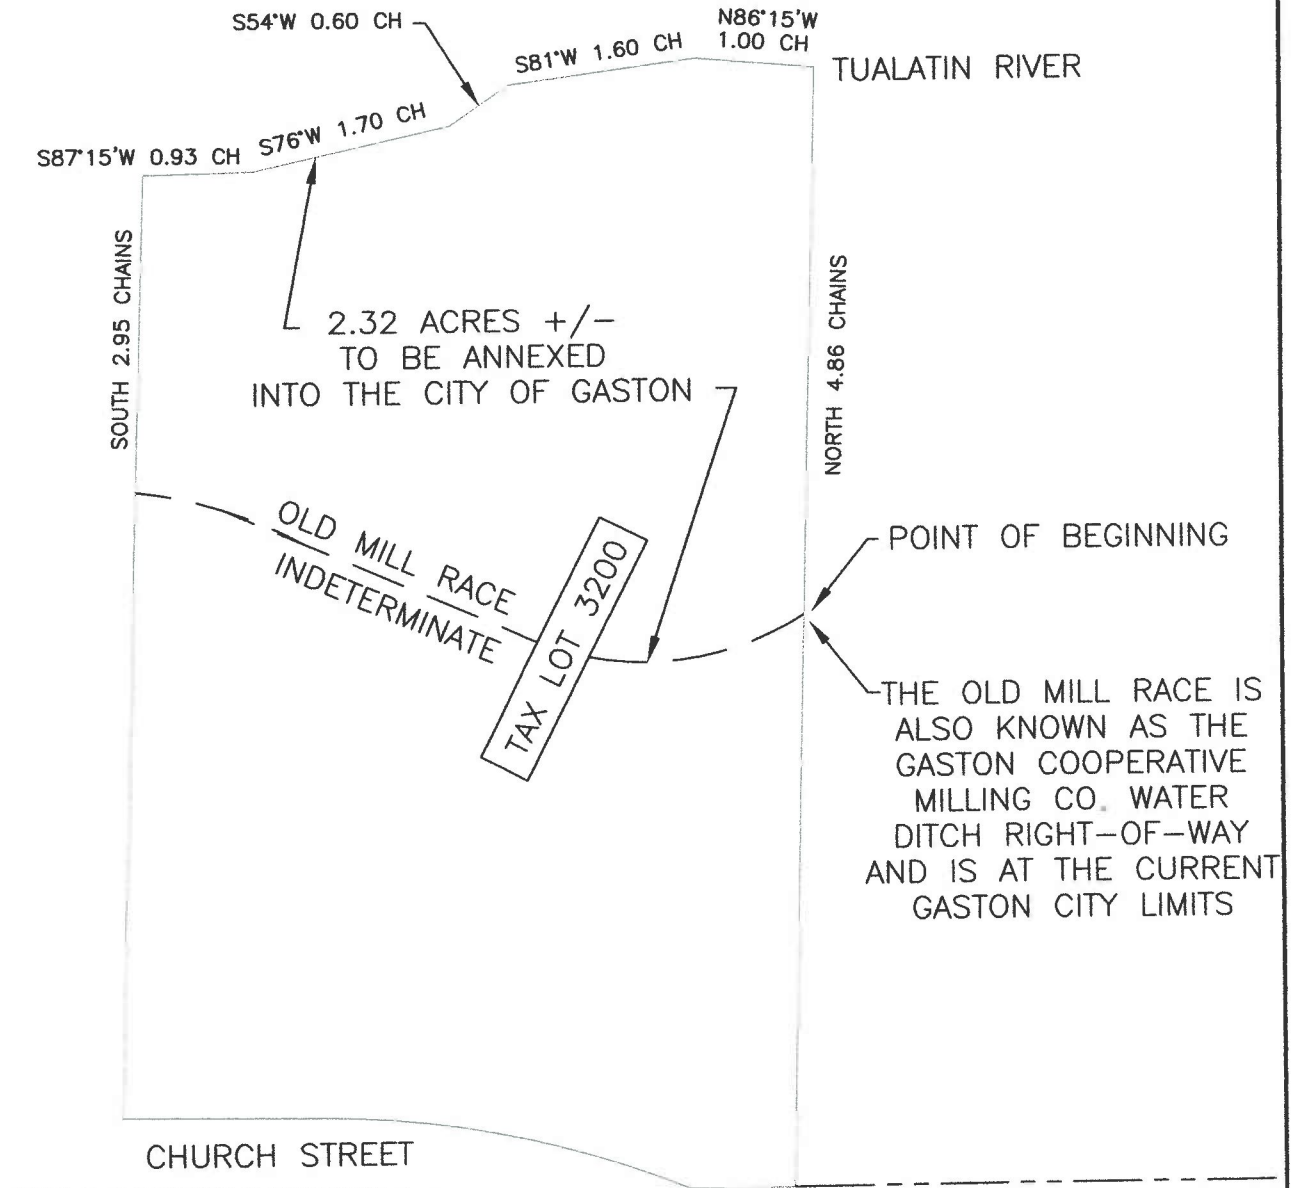 S54°W 0.60 CH
N86°15'W
1.00 CH
S81°W 1.60 CH
TUALATIN RIVER
S76°W 1.70 CH
S87°15'W 0.93 CH
SOUTH 2.95 CHAINS
NORTH 4.86 CHAINS
2.32 ACRES +/-
TO BE ANNEXED
INTO THE CITY OF GASTON
OLD MILL RACE
INDETERMINATE
TAX LOT 3200
POINT OF BEGINNING
THE OLD MILL RACE IS
ALSO KNOWN AS THE
GASTON COOPERATIVE
MILLING CO. WATER
DITCH RIGHT-OF-WAY
AND IS AT THE CURRENT
GASTON CITY LIMITS
CHURCH STREET